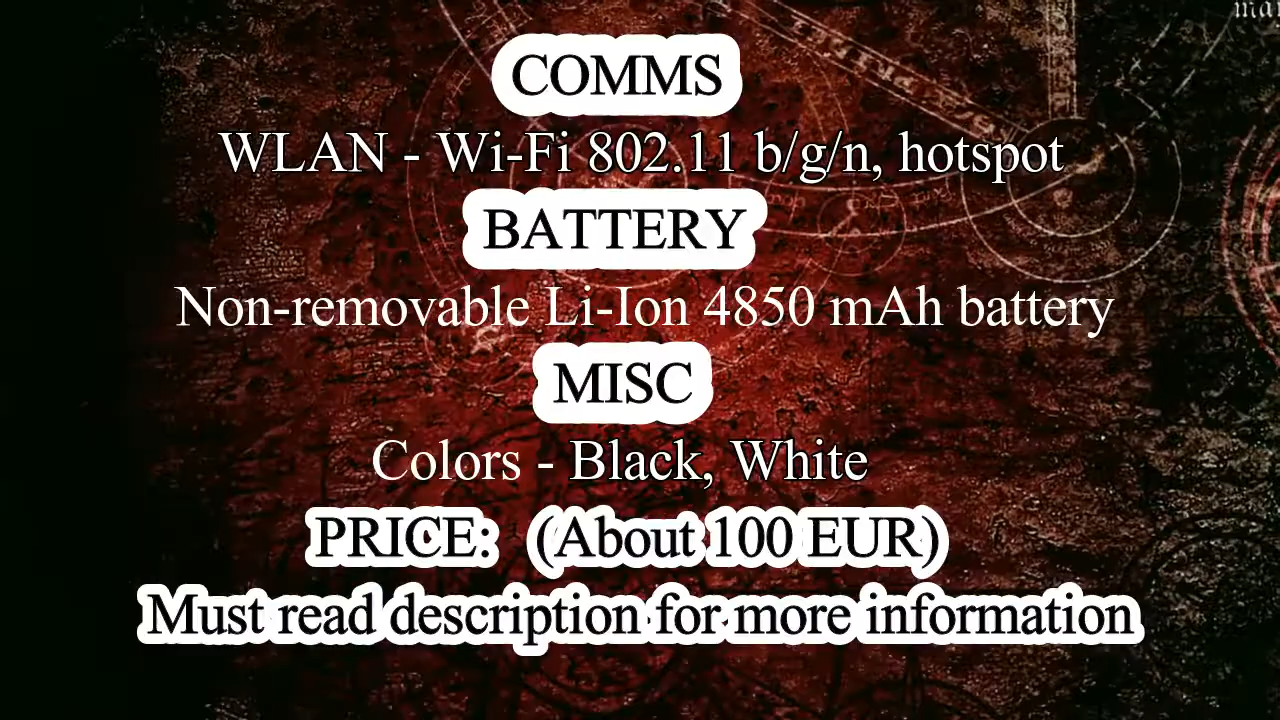 COMMS
WLAN - Wi-Fi 802.11 b/g/n, hotspot
BATTERY
Non-removable Li-Ion 4850 mAh battery
MISC
Colors - Black, White
PRICE: (About 100 EUR)
Must read description for more information